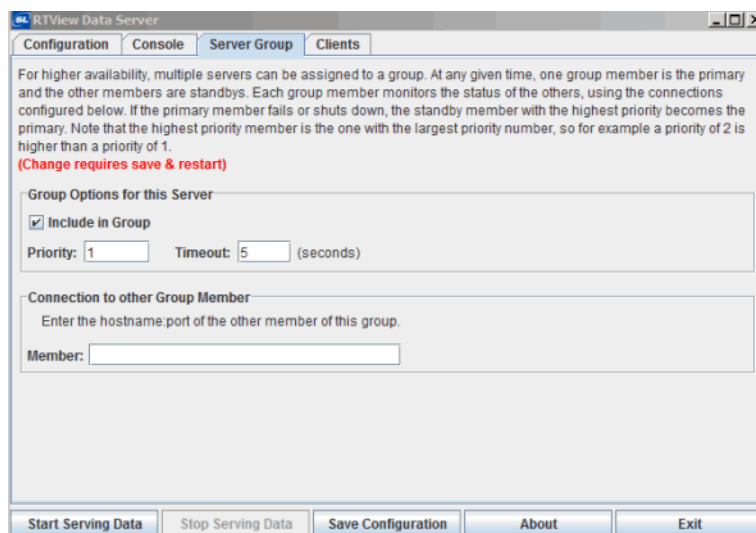 SL RTView Data Server
Configuration Console Server Group Clients
For higher availability, multiple servers can be assigned to a group. At any given time, one group member is the primary
and the other members are standbys. Each group member monitors the status of the others, using the connections
configured below. If the primary member fails or shuts down, the standby member with the highest priority becomes the
primary. Note that the highest priority member is the one with the largest priority number, so for example a priority of 2 is
higher than a priority of 1.
(Change requires save & restart)
Group Options for this Server
Include in Group
Priority: 1 Timeout: 5 (seconds)
Connection to other Group Member
Enter the hostname:port of the other member of this group.
Member:
Start Serving Data Stop Serving Data Save Configuration About Exit